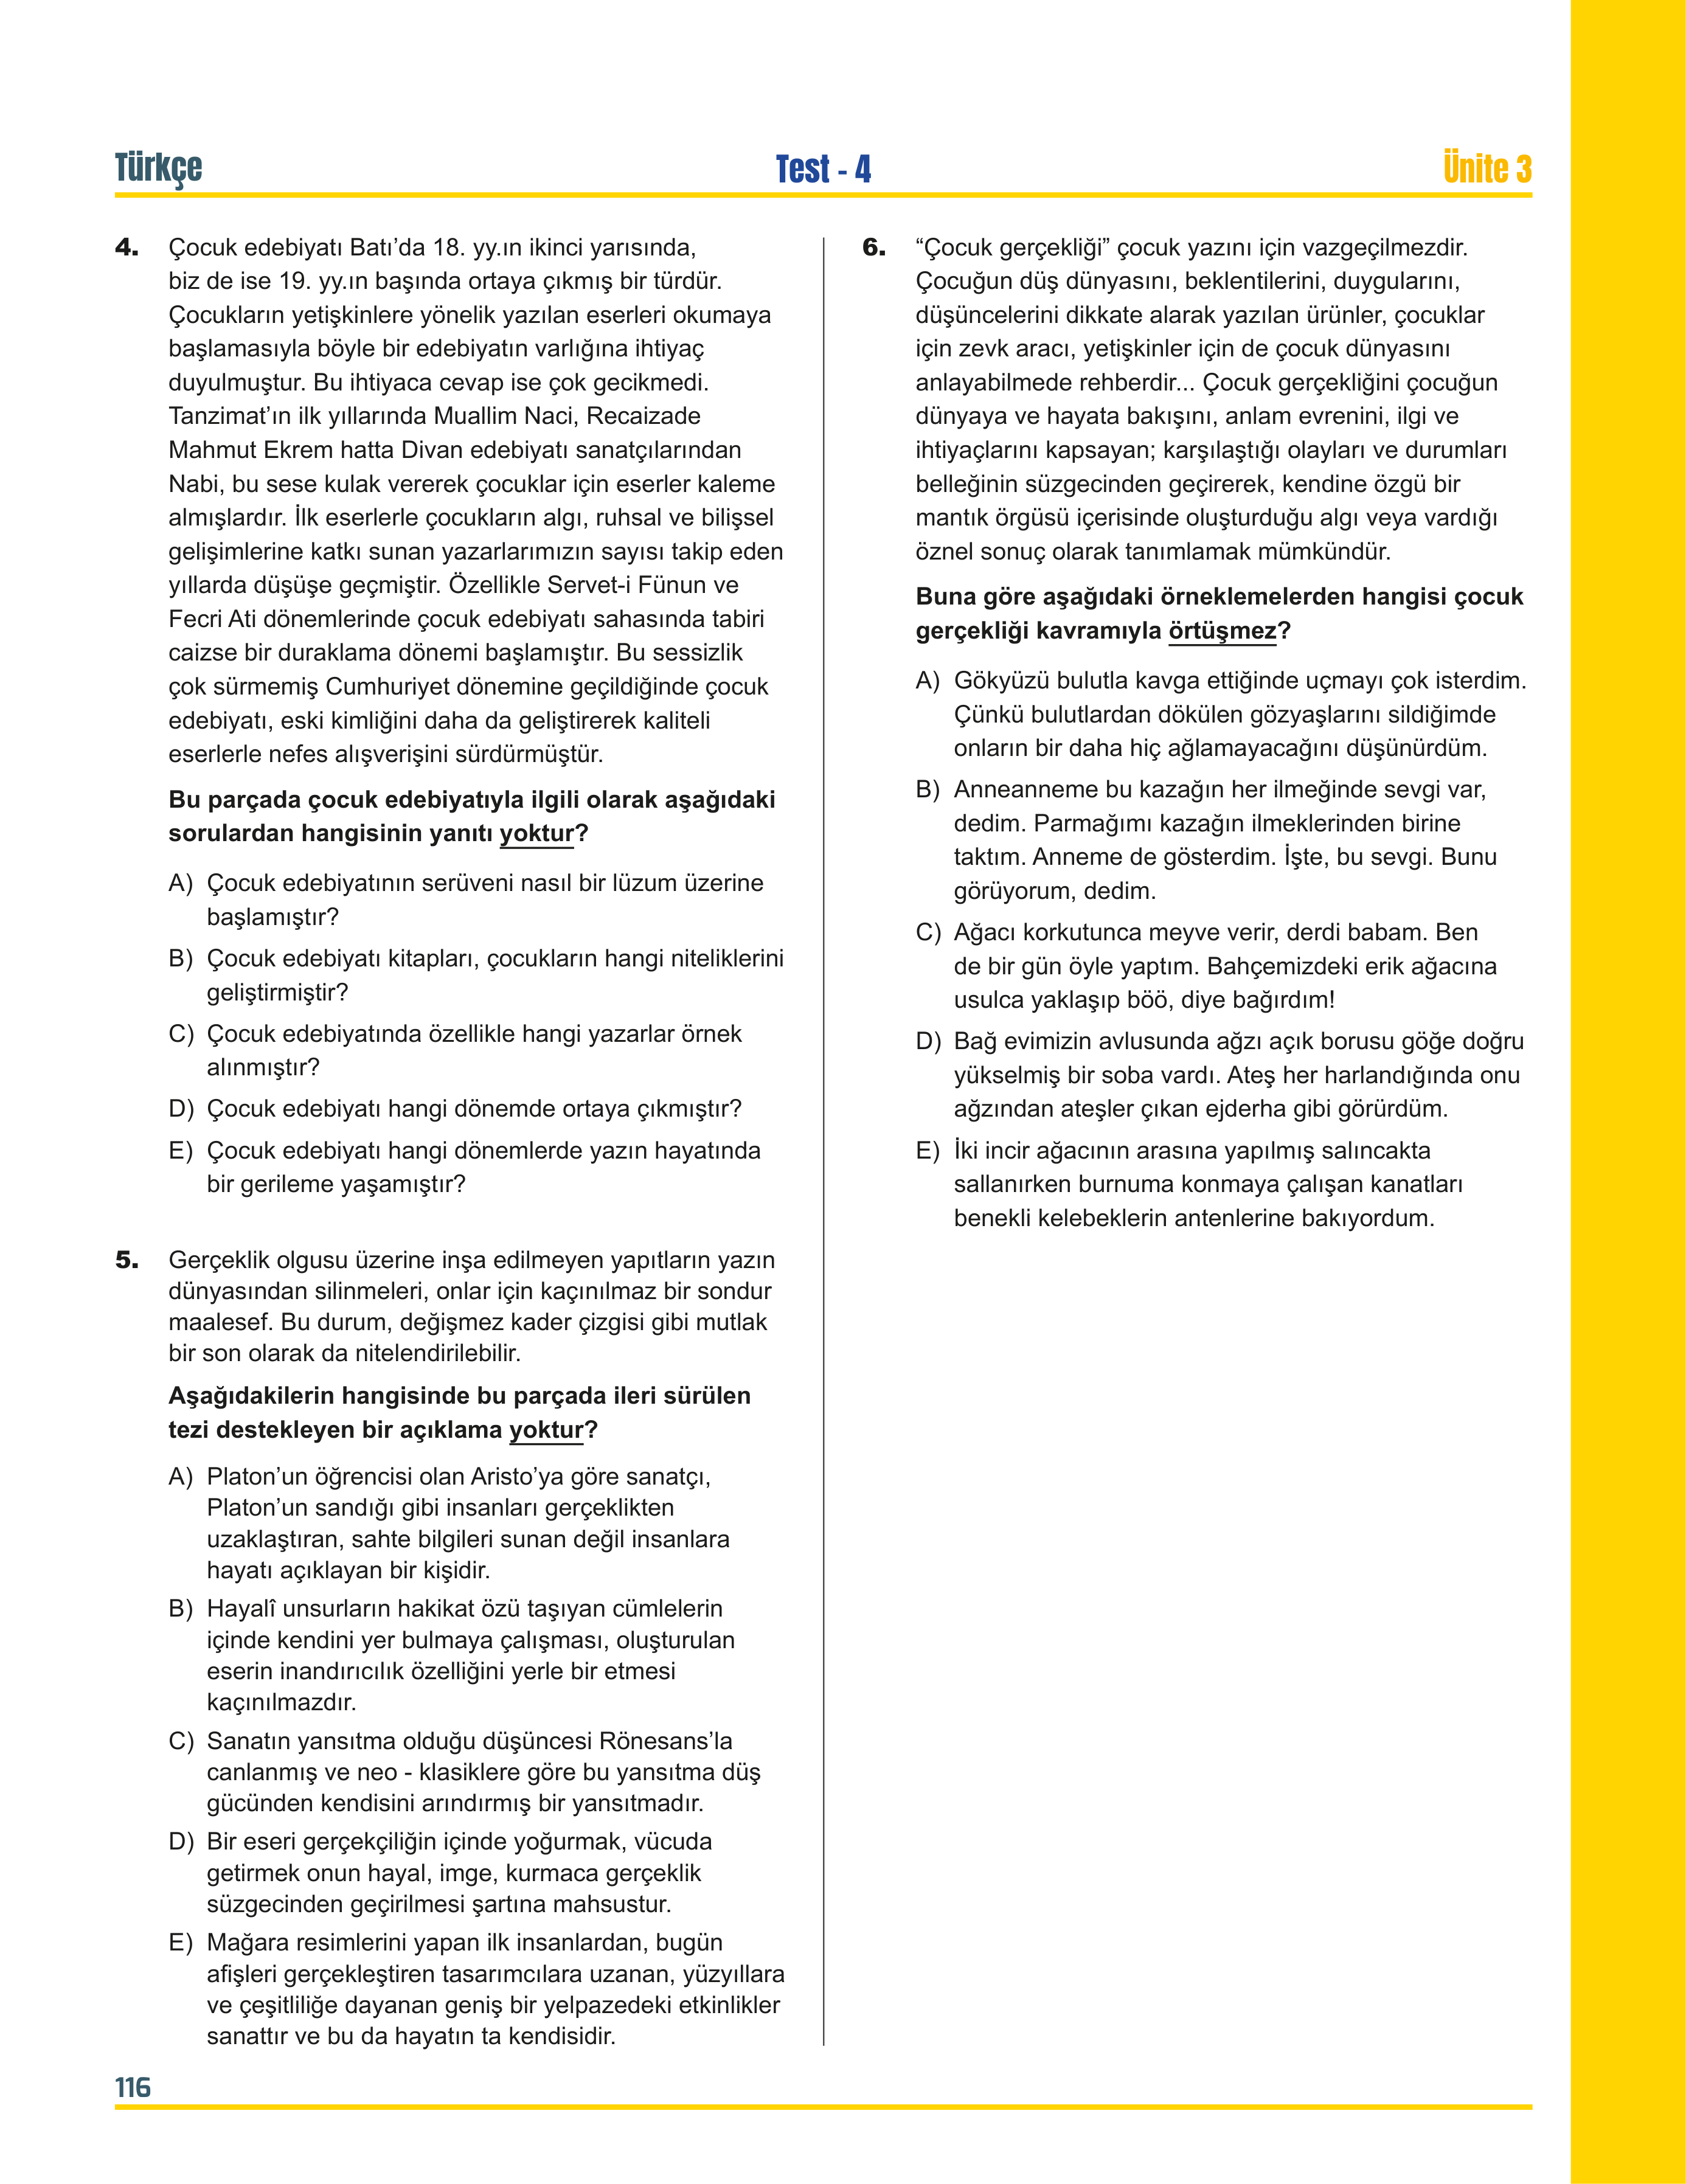 Türkçe
Test - 4
Ünite 3
4. Çocuk edebiyatı Batı’da 18. yy.ın ikinci yarısında,
biz de ise 19. yy.ın başında ortaya çıkmış bir türdür.
Çocukların yetişkinlere yönelik yazılan eserleri okumaya
başlamasıyla böyle bir edebiyatın varlığına ihtiyaç
duyulmuştur. Bu ihtiyaca cevap ise çok gecikmedi.
Tanzimat’ın ilk yıllarında Muallim Naci, Recaizade
Mahmut Ekrem hatta Divan edebiyatı sanatçılarından
Nabi, bu sese kulak vererek çocuklar için eserler kaleme
almışlardır. İlk eserlerle çocukların algı, ruhsal ve bilişsel
gelişimlerine katkı sunan yazarlarımızın sayısı takip eden
yıllarda düşüşe geçmiştir. Özellikle Servet-i Fünun ve
Fecri Ati dönemlerinde çocuk edebiyatı sahasında tabiri
caizse bir duraklama dönemi başlamıştır. Bu sessizlik
çok sürmemiş Cumhuriyet dönemine geçildiğinde çocuk
edebiyatı, eski kimliğini daha da geliştirerek kaliteli
eserlerle nefes alışverişini sürdürmüştür.
Bu parçada çocuk edebiyatıyla ilgili olarak aşağıdaki
sorulardan hangisinin yanıtı yoktur?
A) Çocuk edebiyatının serüveni nasıl bir lüzum üzerine
başlamıştır?
B) Çocuk edebiyatı kitapları, çocukların hangi niteliklerini
geliştirmiştir?
C) Çocuk edebiyatında özellikle hangi yazarlar örnek
alınmıştır?
D) Çocuk edebiyatı hangi dönemde ortaya çıkmıştır?
E) Çocuk edebiyatı hangi dönemlerde yazın hayatında
bir gerileme yaşamıştır?
5. Gerçeklik olgusu üzerine inşa edilmeyen yapıtların yazın
dünyasından silinmeleri, onlar için kaçınılmaz bir sondur
maalesef. Bu durum, değişmez kader çizgisi gibi mutlak
bir son olarak da nitelendirilebilir.
Aşağıdakilerin hangisinde bu parçada ileri sürülen
tezi destekleyen bir açıklama yoktur?
A) Platon’un öğrencisi olan Aristo’ya göre sanatçı,
Platon’un sandığı gibi insanları gerçeklikten
uzaklaştıran, sahte bilgileri sunan değil insanlara
hayatı açıklayan bir kişidir.
B) Hayalî unsurların hakikat özü taşıyan cümlelerin
içinde kendini yer bulmaya çalışması, oluşturulan
eserin inandırıcılık özelliğini yerle bir etmesi
kaçınılmazdır.
C) Sanatın yansıtma olduğu düşüncesi Rönesans’la
canlanmış ve neo - klasiklere göre bu yansıtma düş
gücünden kendisini arındırmış bir yansıtmadır.
D) Bir eseri gerçekçiliğin içinde yoğurmak, vücuda
getirmek onun hayal, imge, kurmaca gerçeklik
süzgecinden geçirilmesi şartına mahsustur.
E) Mağara resimlerini yapan ilk insanlardan, bugün
afişleri gerçekleştiren tasarımcılara uzanan, yüzyıllara
ve çeşitliliğe dayanan geniş bir yelpazedeki etkinlikler
sanattır ve bu da hayatın ta kendisidir.
6. “Çocuk gerçekliği” çocuk yazını için vazgeçilmezdir.
Çocuğun düş dünyasını, beklentilerini, duygularını,
düşüncelerini dikkate alarak yazılan ürünler, çocuklar
için zevk aracı, yetişkinler için de çocuk dünyasını
anlayabilmede rehberdir... Çocuk gerçekliğini çocuğun
dünyaya ve hayata bakışını, anlam evrenini, ilgi ve
ihtiyaçlarını kapsayan; karşılaştığı olayları ve durumları
belleğinin süzgecinden geçirerek, kendine özgü bir
mantık örgüsü içerisinde oluşturduğu algı veya vardığı
öznel sonuç olarak tanımlamak mümkündür.
Buna göre aşağıdaki örneklemelerden hangisi çocuk
gerçekliği kavramıyla örtüşmez?
A) Gökyüzü bulutla kavga ettiğinde uçmayı çok isterdim.
Çünkü bulutlardan dökülen gözyaşlarını sildiğimde
onların bir daha hiç ağlamayacağını düşünürdüm.
B) Anneanneme bu kazağın her ilmeğinde sevgi var,
dedim. Parmağımı kazağın ilmeklerinden birine
taktım. Anneme de gösterdim. İşte, bu sevgi. Bunu
görüyorum, dedim.
C) Ağacı korkutunca meyve verir, derdi babam. Ben
de bir gün öyle yaptım. Bahçemizdeki erik ağacına
usulca yaklaşıp böö, diye bağırdım!
D) Bağ evimizin avlusunda ağzı açık borusu göğe doğru
yükselmiş bir soba vardı. Ateş her harlandığında onu
ağzından ateşler çıkan ejderha gibi görürdüm.
E) İki incir ağacının arasına yapılmış salıncakta
sallanırken burnuma konmaya çalışan kanatları
benekli kelebeklerin antenlerine bakıyordum.
116